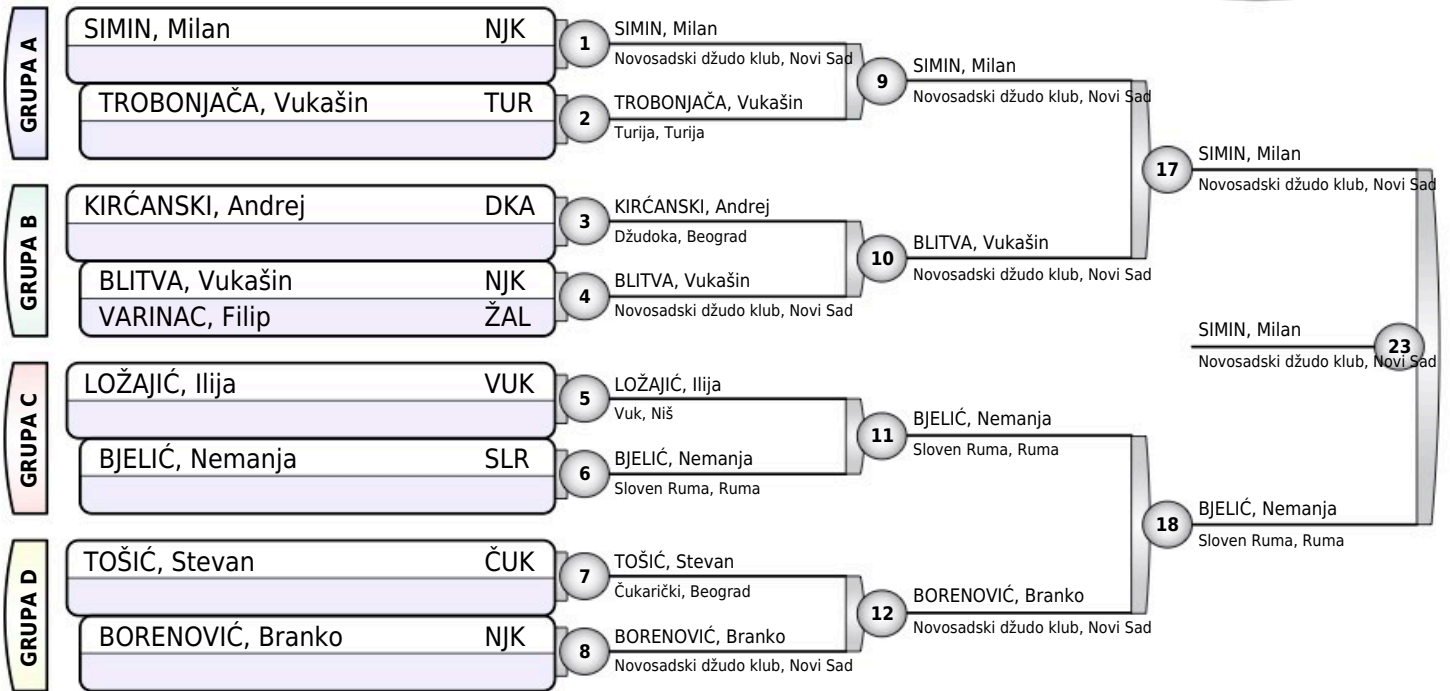 GRUPA A
SIMIN, Milan NJK
TROBONJAČA, Vukašin TUR
1
SIMIN, Milan
Novosadski džudo klub, Novi Sad
2
TROBONJAČA, Vukašin
Turija, Turija
9
SIMIN, Milan
Novosadski džudo klub, Novi Sad
GRUPA B
KIRĆANSKI, Andrej DKA
BLITVA, Vukašin NJK
VARINAC, Filip ŽAL
3
KIRĆANSKI, Andrej
Džudoka, Beograd
4
BLITVA, Vukašin
Novosadski džudo klub, Novi Sad
10
BLITVA, Vukašin
Novosadski džudo klub, Novi Sad
17
SIMIN, Milan
Novosadski džudo klub, Novi Sad
GRUPA C
LOŽAJIĆ, Ilija VUK
BJELIĆ, Nemanja SLR
5
LOŽAJIĆ, Ilija
Vuk, Niš
6
BJELIĆ, Nemanja
Sloven Ruma, Ruma
11
BJELIĆ, Nemanja
Sloven Ruma, Ruma
GRUPA D
TOŠIĆ, Stevan ČUK
BORENOVIĆ, Branko NJK
7
TOŠIĆ, Stevan
Čukarički, Beograd
8
BORENOVIĆ, Branko
Novosadski džudo klub, Novi Sad
12
BORENOVIĆ, Branko
Novosadski džudo klub, Novi Sad
18
BJELIĆ, Nemanja
Sloven Ruma, Ruma
SIMIN, Milan
Novosadski džudo klub, Novi Sad
23